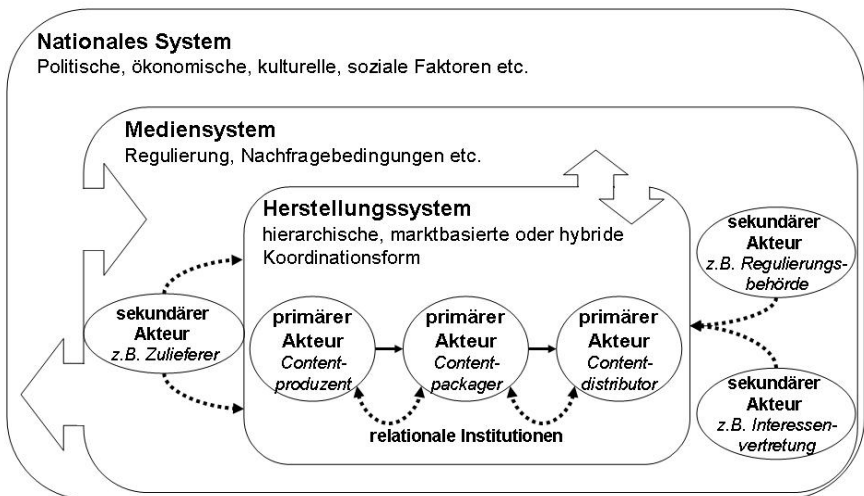 Nationales System
Politische, ökonomische, kulturelle, soziale Faktoren etc.
Mediensystem
Regulierung, Nachfragebedingungen etc.
Herstellungssystem
hierarchische, marktbasierte oder hybride
Koordinationsform
sekundärer
Akteur
z.B. Zulieferer
primärer
Akteur
Content-
produzent
primärer
Akteur
Content-
packager
primärer
Akteur
Content-
distributor
relationale Institutionen
sekundärer
Akteur
z.B. Regulierungs-
behörde
sekundärer
Akteur
z.B. Interessen-
vertretung